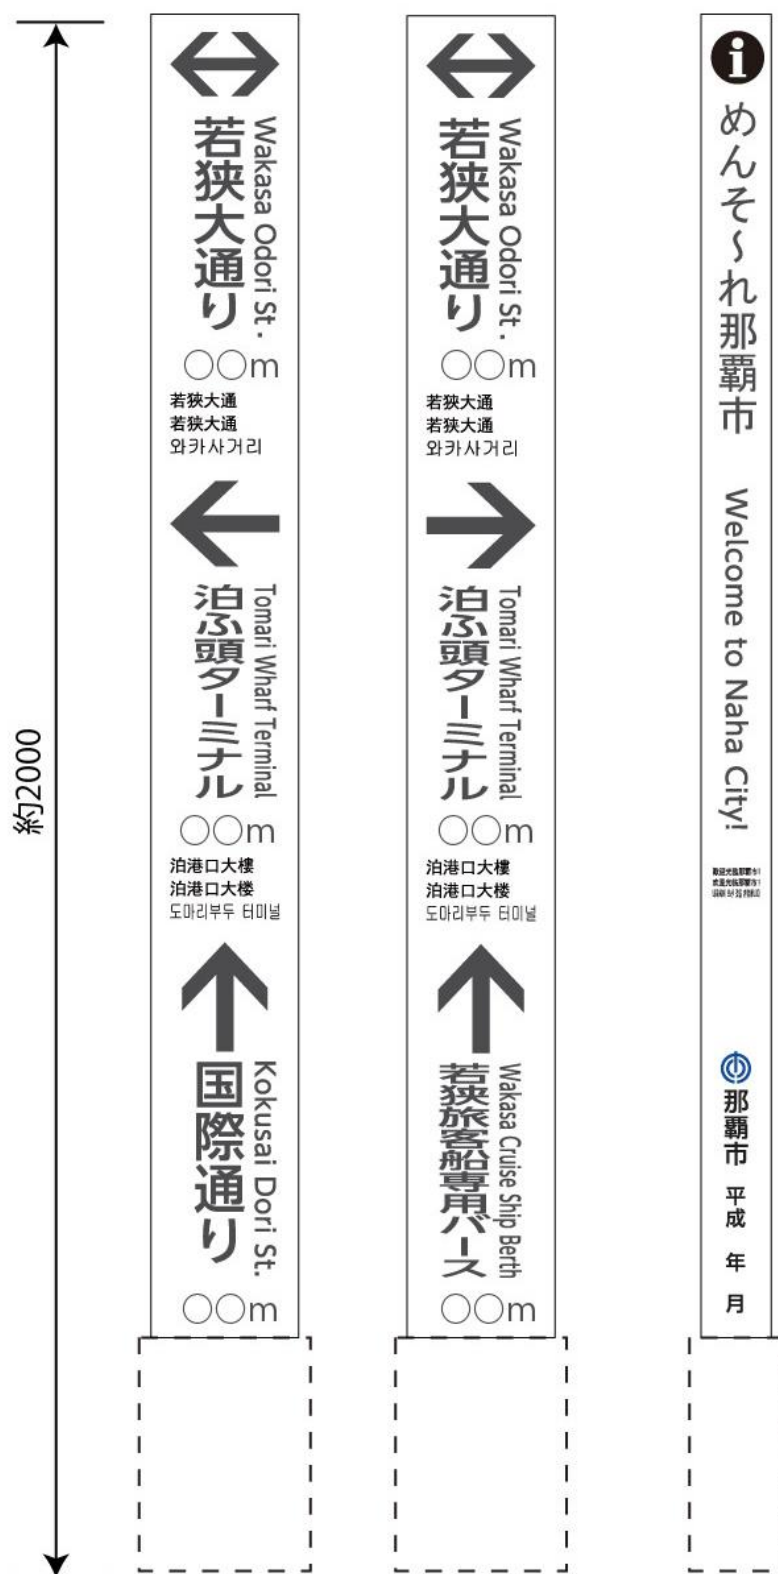 約2000
若狭大通り
Wakasa Odori St.
○○m
若狹大通
若狭大通
와카사거리
泊ふ頭ターミナル
Tomari Wharf Terminal
○○m
泊港口大樓
泊港口大楼
도마리부두 터미널
国際通り
Kokusai Dori St.
○○m
若狭大通り
Wakasa Odori St.
○○m
若狹大通
若狭大通
와카사거리
泊ふ頭ターミナル
Tomari Wharf Terminal
○○m
泊港口大樓
泊港口大楼
도마리부두 터미널
若狭旅客船専用バース
Wakasa Cruise Ship Berth
○○m
i
めんそ~れ那覇市
Welcome to Naha City!
那覇市 平成 年 月